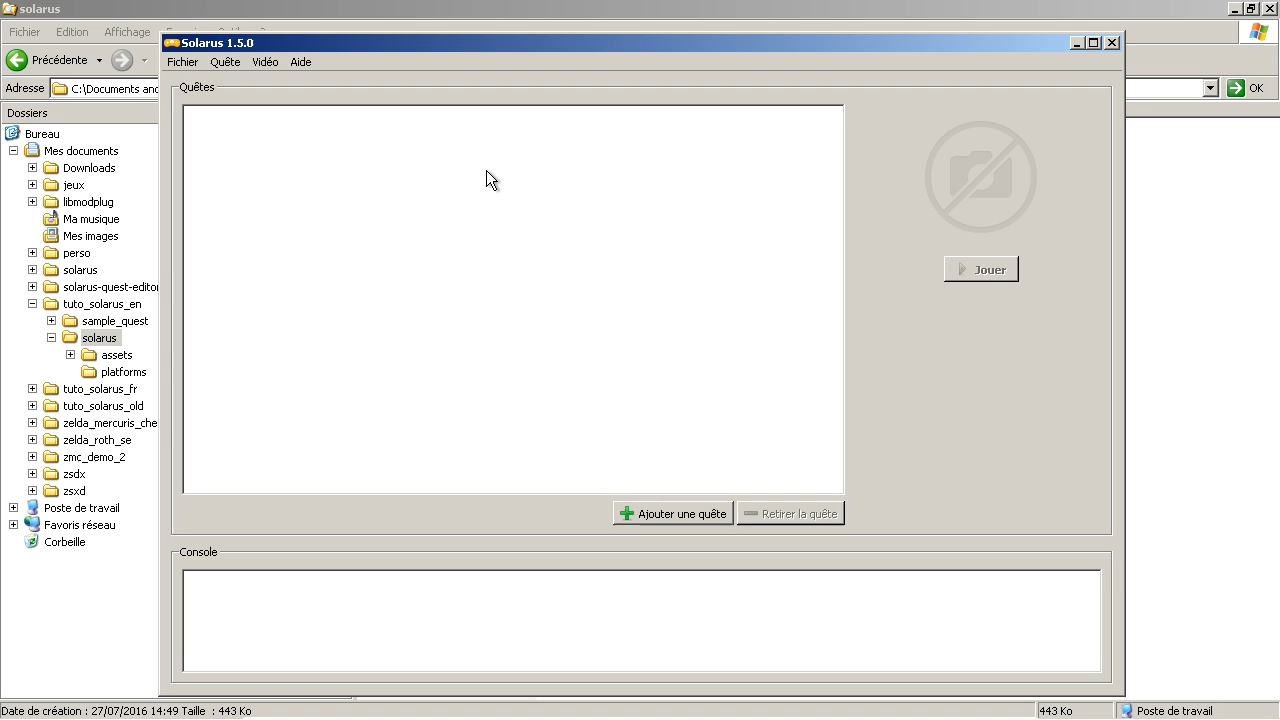 solarus
Fichier Edition Affichage
Précédente
Adresse C:\Documents and OK
Dossiers
Bureau
Mes documents
Downloads
jeux
libmodplug
Ma musique
Mes images
perso
solarus
solarus-quest-editor
tuto_solarus_en
sample_quest
solarus
assets
platforms
tuto_solarus_fr
tuto_solarus_old
zelda_mercuris_che
zelda_roth_se
zmc_demo_2
zsdx
zsxd
Poste de travail
Favoris réseau
Corbeille
Solarus 1.5.0
Fichier Quête Vidéo Aide
Quêtes
Jouer
Ajouter une quête Retirer la quête
Console
Date de création : 27/07/2016 14:49 Taille : 443 Ko 443 Ko Poste de travail